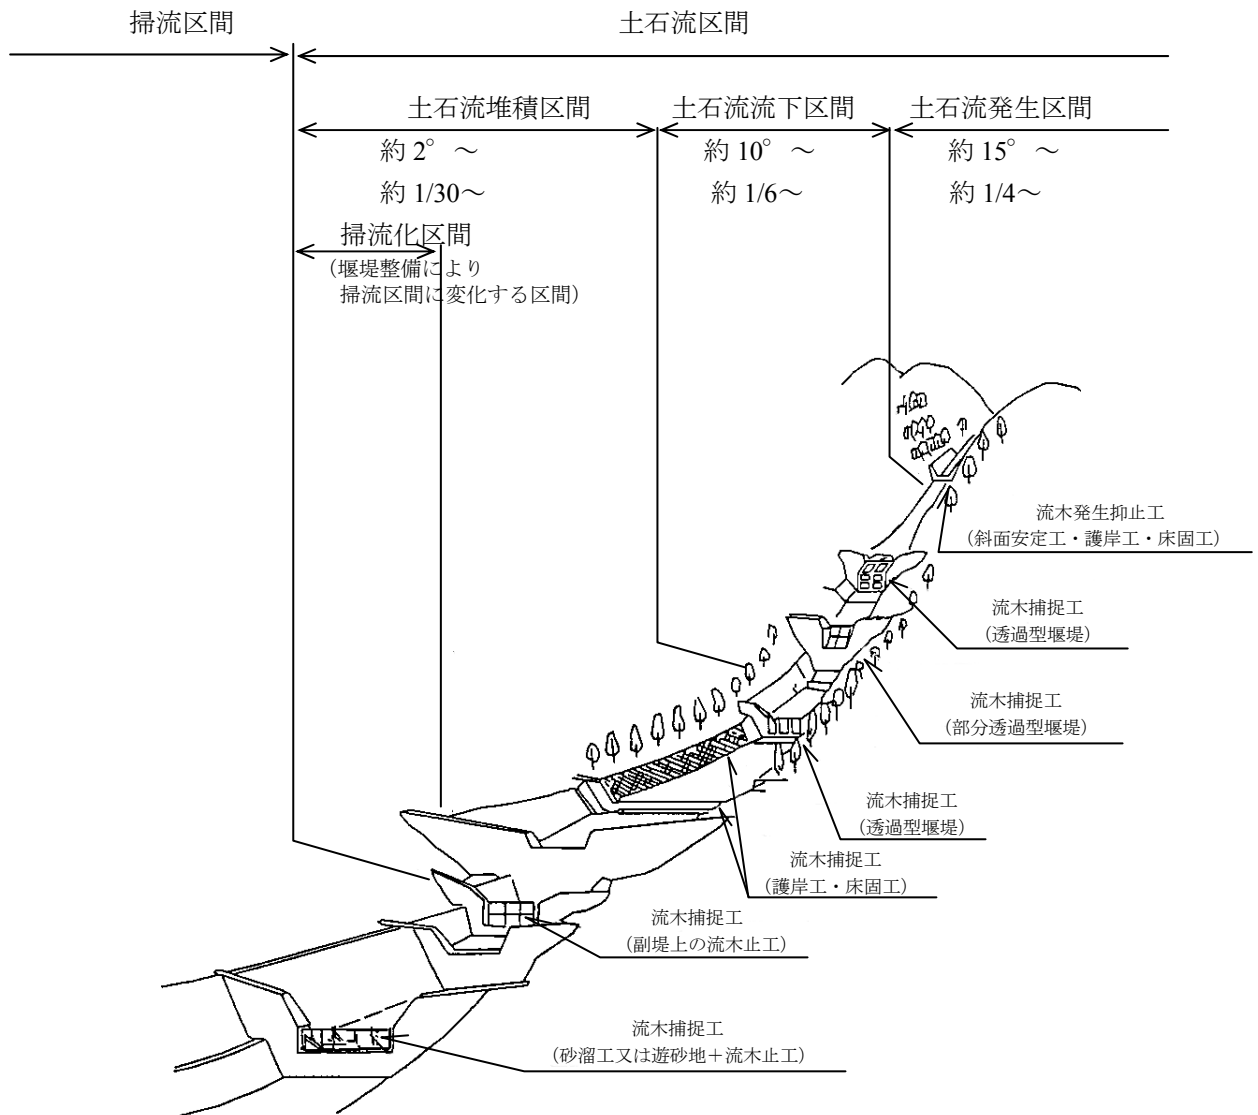 掃流区間
土石流区間
土石流堆積区間
土石流流下区間
土石流発生区間
約 2° ~
約 10° ~
約 15° ~
約 1/30~
約 1/6~
約 1/4~
掃流化区間
(堰堤整備により
掃流区間に変化する区間)
流木発生抑止工
(斜面安定工・護岸工・床固工)
流木捕捉工
(透過型堰堤)
流木捕捉工
(部分透過型堰堤)
流木捕捉工
(透過型堰堤)
流木捕捉工
(護岸工・床固工)
流木捕捉工
(副堤上の流木止工)
流木捕捉工
(砂溜工又は遊砂地+流木止工)